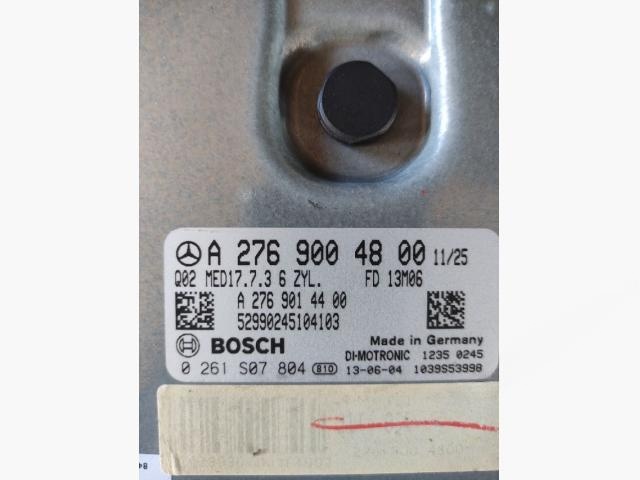 A 276 900 48 00 11/25
Q02 MED17.7.3 6 ZYL. FD 13M06
A 276 901 44 00
52990245104103
BOSCH
Made in Germany
DI-MOTRONIC 1235 0245
0 261 S07 804 810 13-06-04 1039S53998